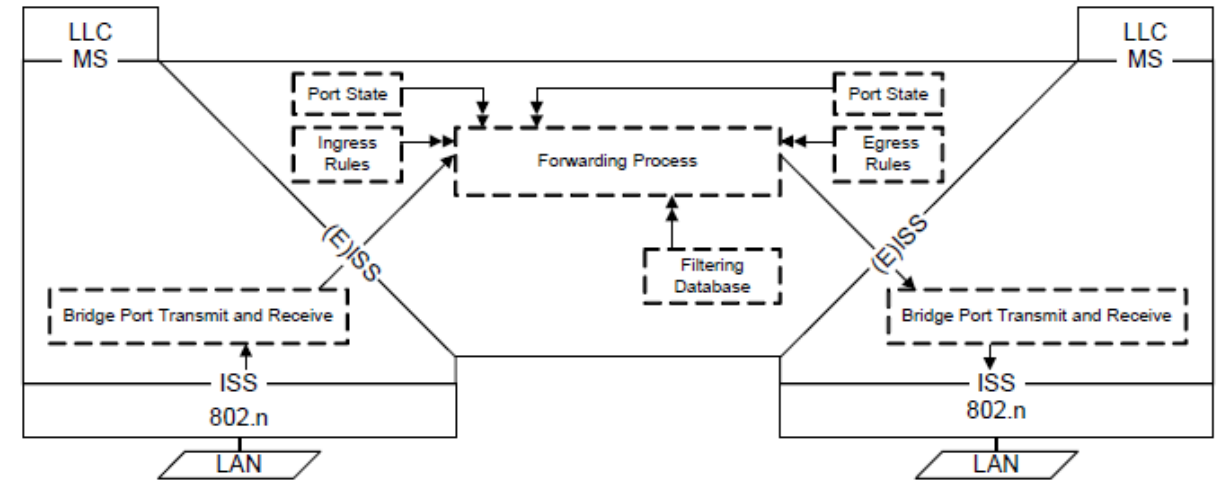 LLC
MS
LLC
MS
Port State
Port State
Ingress
Rules
Forwarding Process
Egress
Rules
(E)ISS
(E)ISS
Filtering
Database
Bridge Port Transmit and Receive
Bridge Port Transmit and Receive
ISS
802.n
ISS
802.n
LAN
LAN